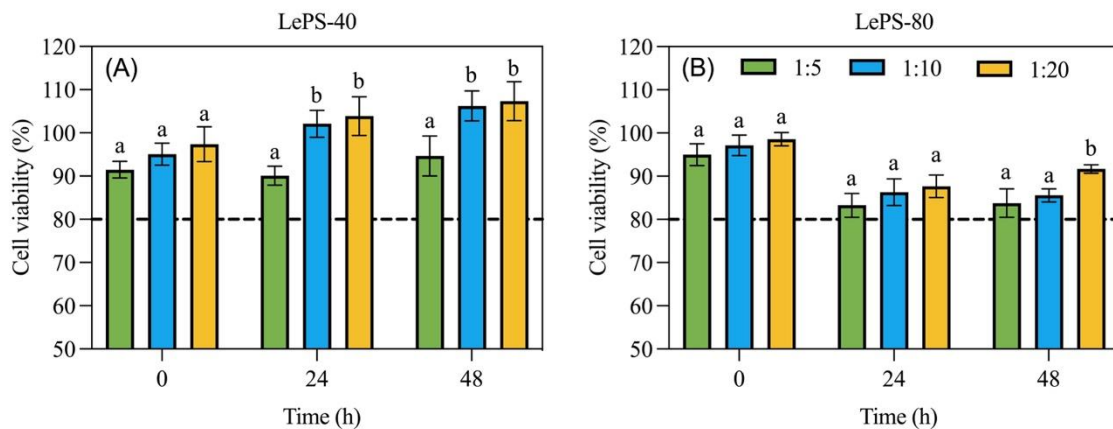 LePS-40
(A)
Cell viability (%)
120
110
100
90
80
70
60
50
a a a
a b b
a b b
0 24 48
Time (h)
LePS-80
(B)
1:5 1:10 1:20
Cell viability (%)
120
110
100
90
80
70
60
50
a a a
a a a
a a b
0 24 48
Time (h)